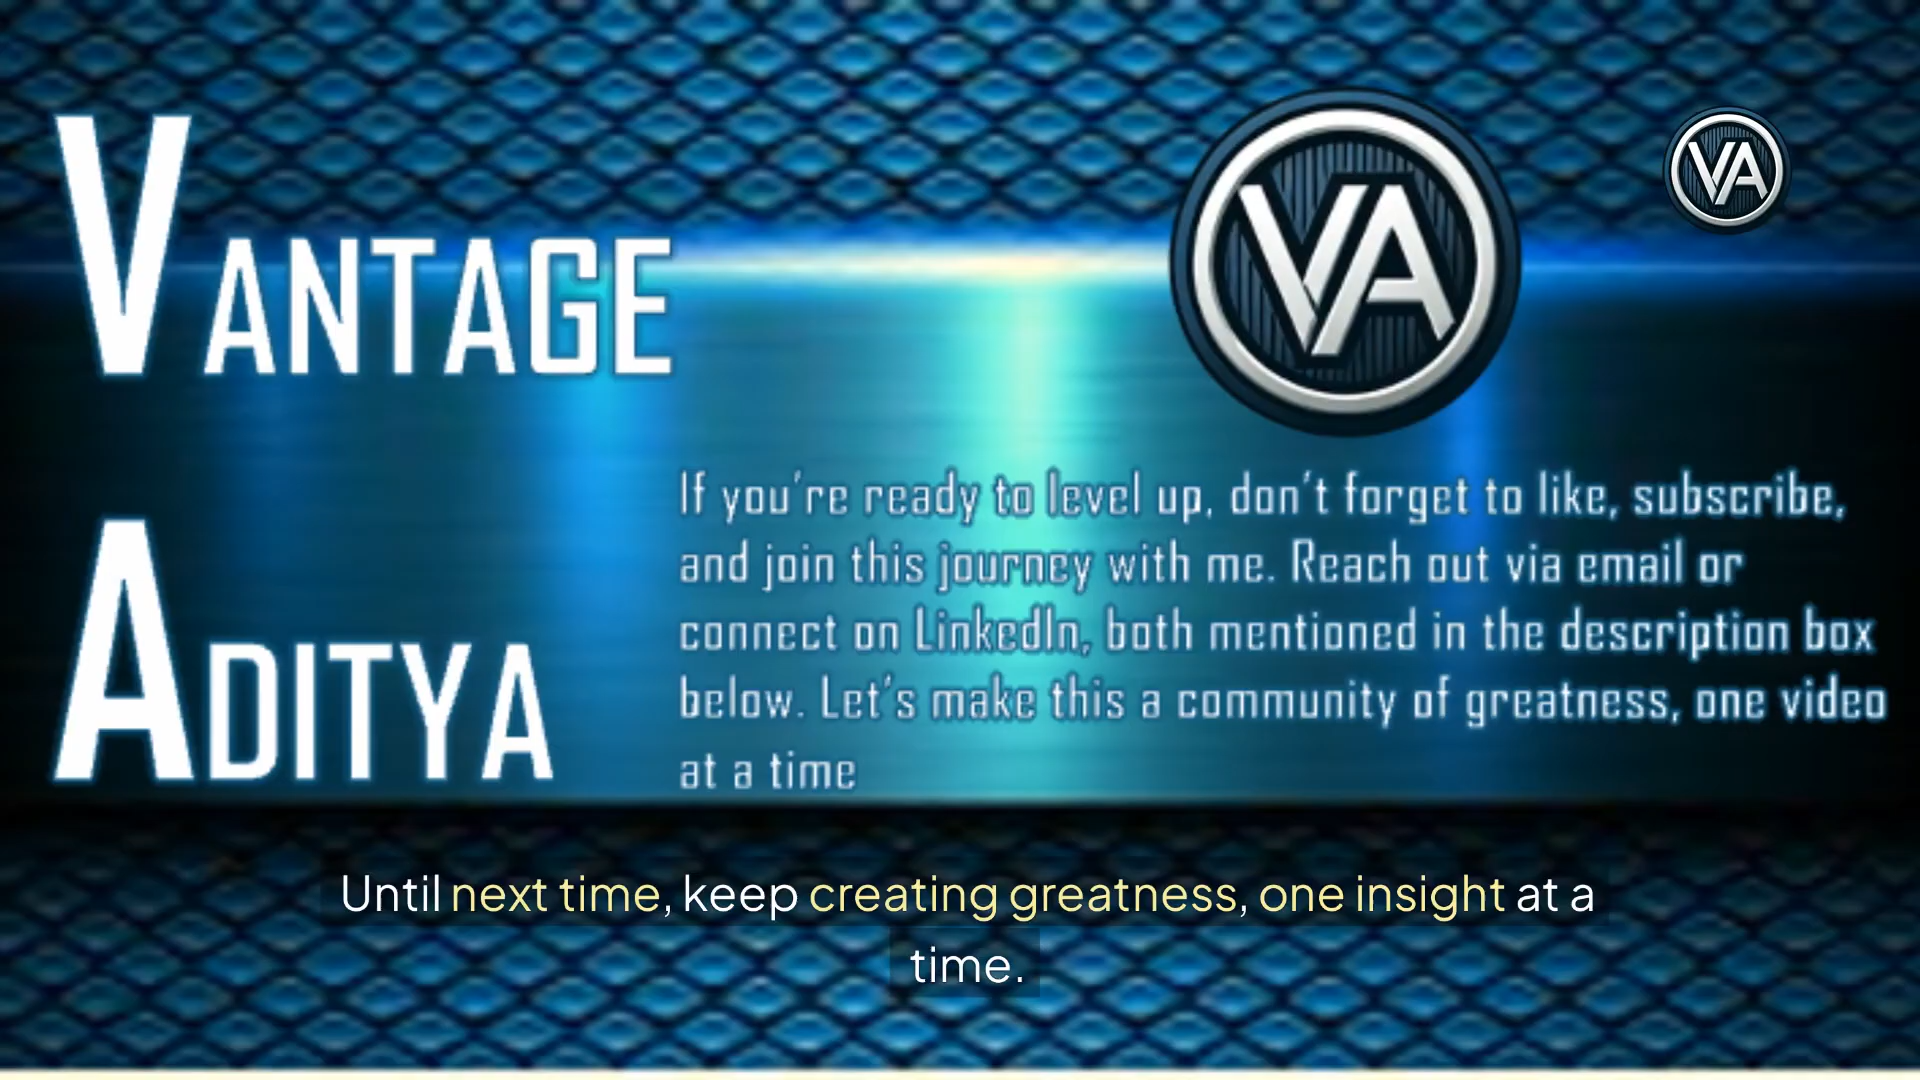 VANTAGE
VA
VA
ADITYA
If you're ready to level up, don't forget to like, subscribe,
and join this journey with me. Reach out via email or
connect on LinkedIn, both mentioned in the description box
below. Let's make this a community of greatness, one video
at a time
Until next time, keep creating greatness, one insight at a
time.